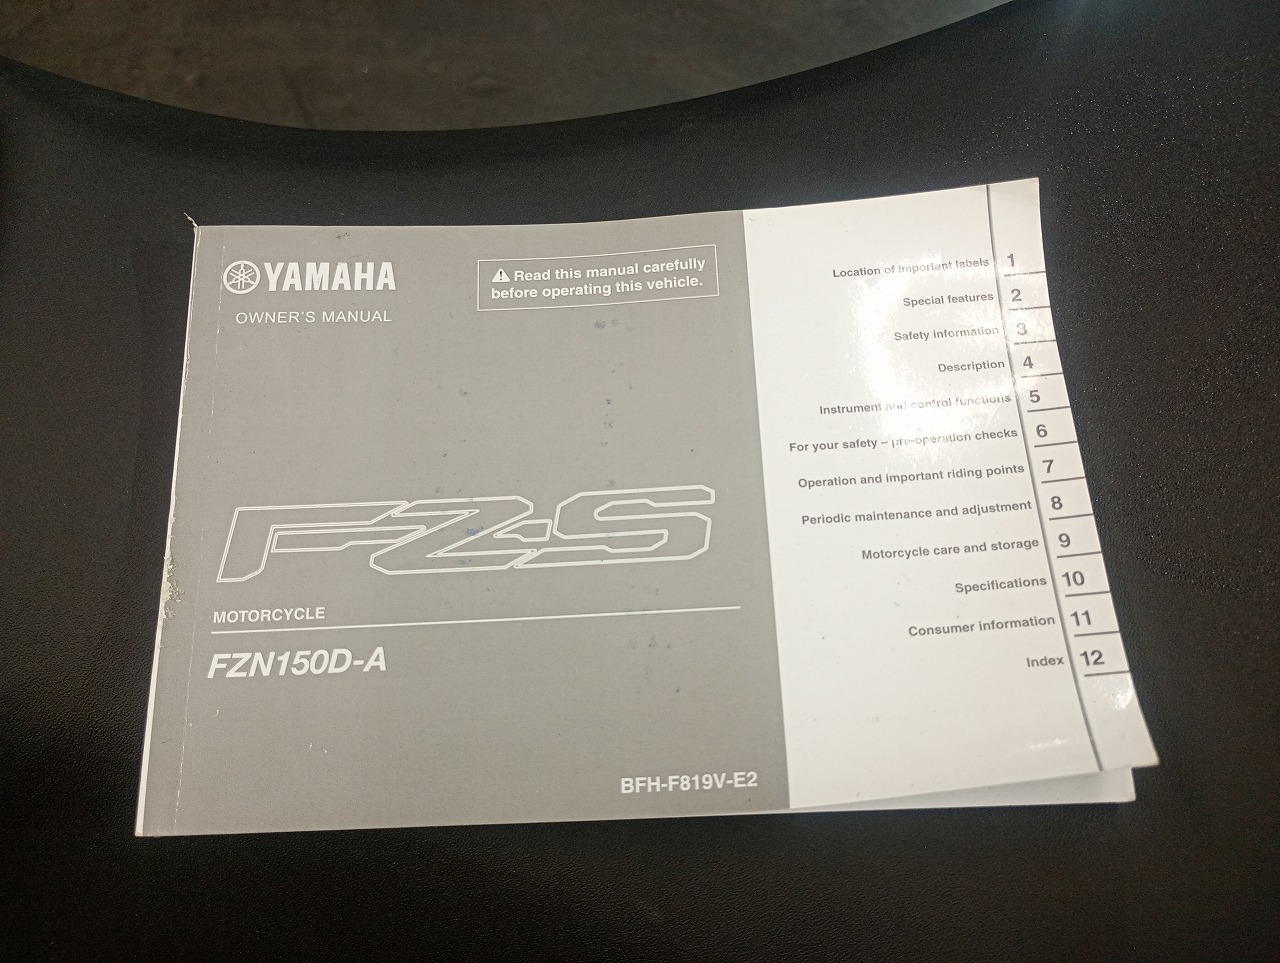 YAMAHA
OWNER'S MANUAL
Read this manual carefully
before operating this vehicle.
FZ-S
MOTORCYCLE
FZN150D-A
BFH-F819V-E2
Location of important labels 1
Special features 2
Safety information 3
Description 4
Instrument and control functions 5
For your safety – pre-operation checks 6
Operation and important riding points 7
Periodic maintenance and adjustment 8
Motorcycle care and storage 9
Specifications 10
Consumer information 11
Index 12